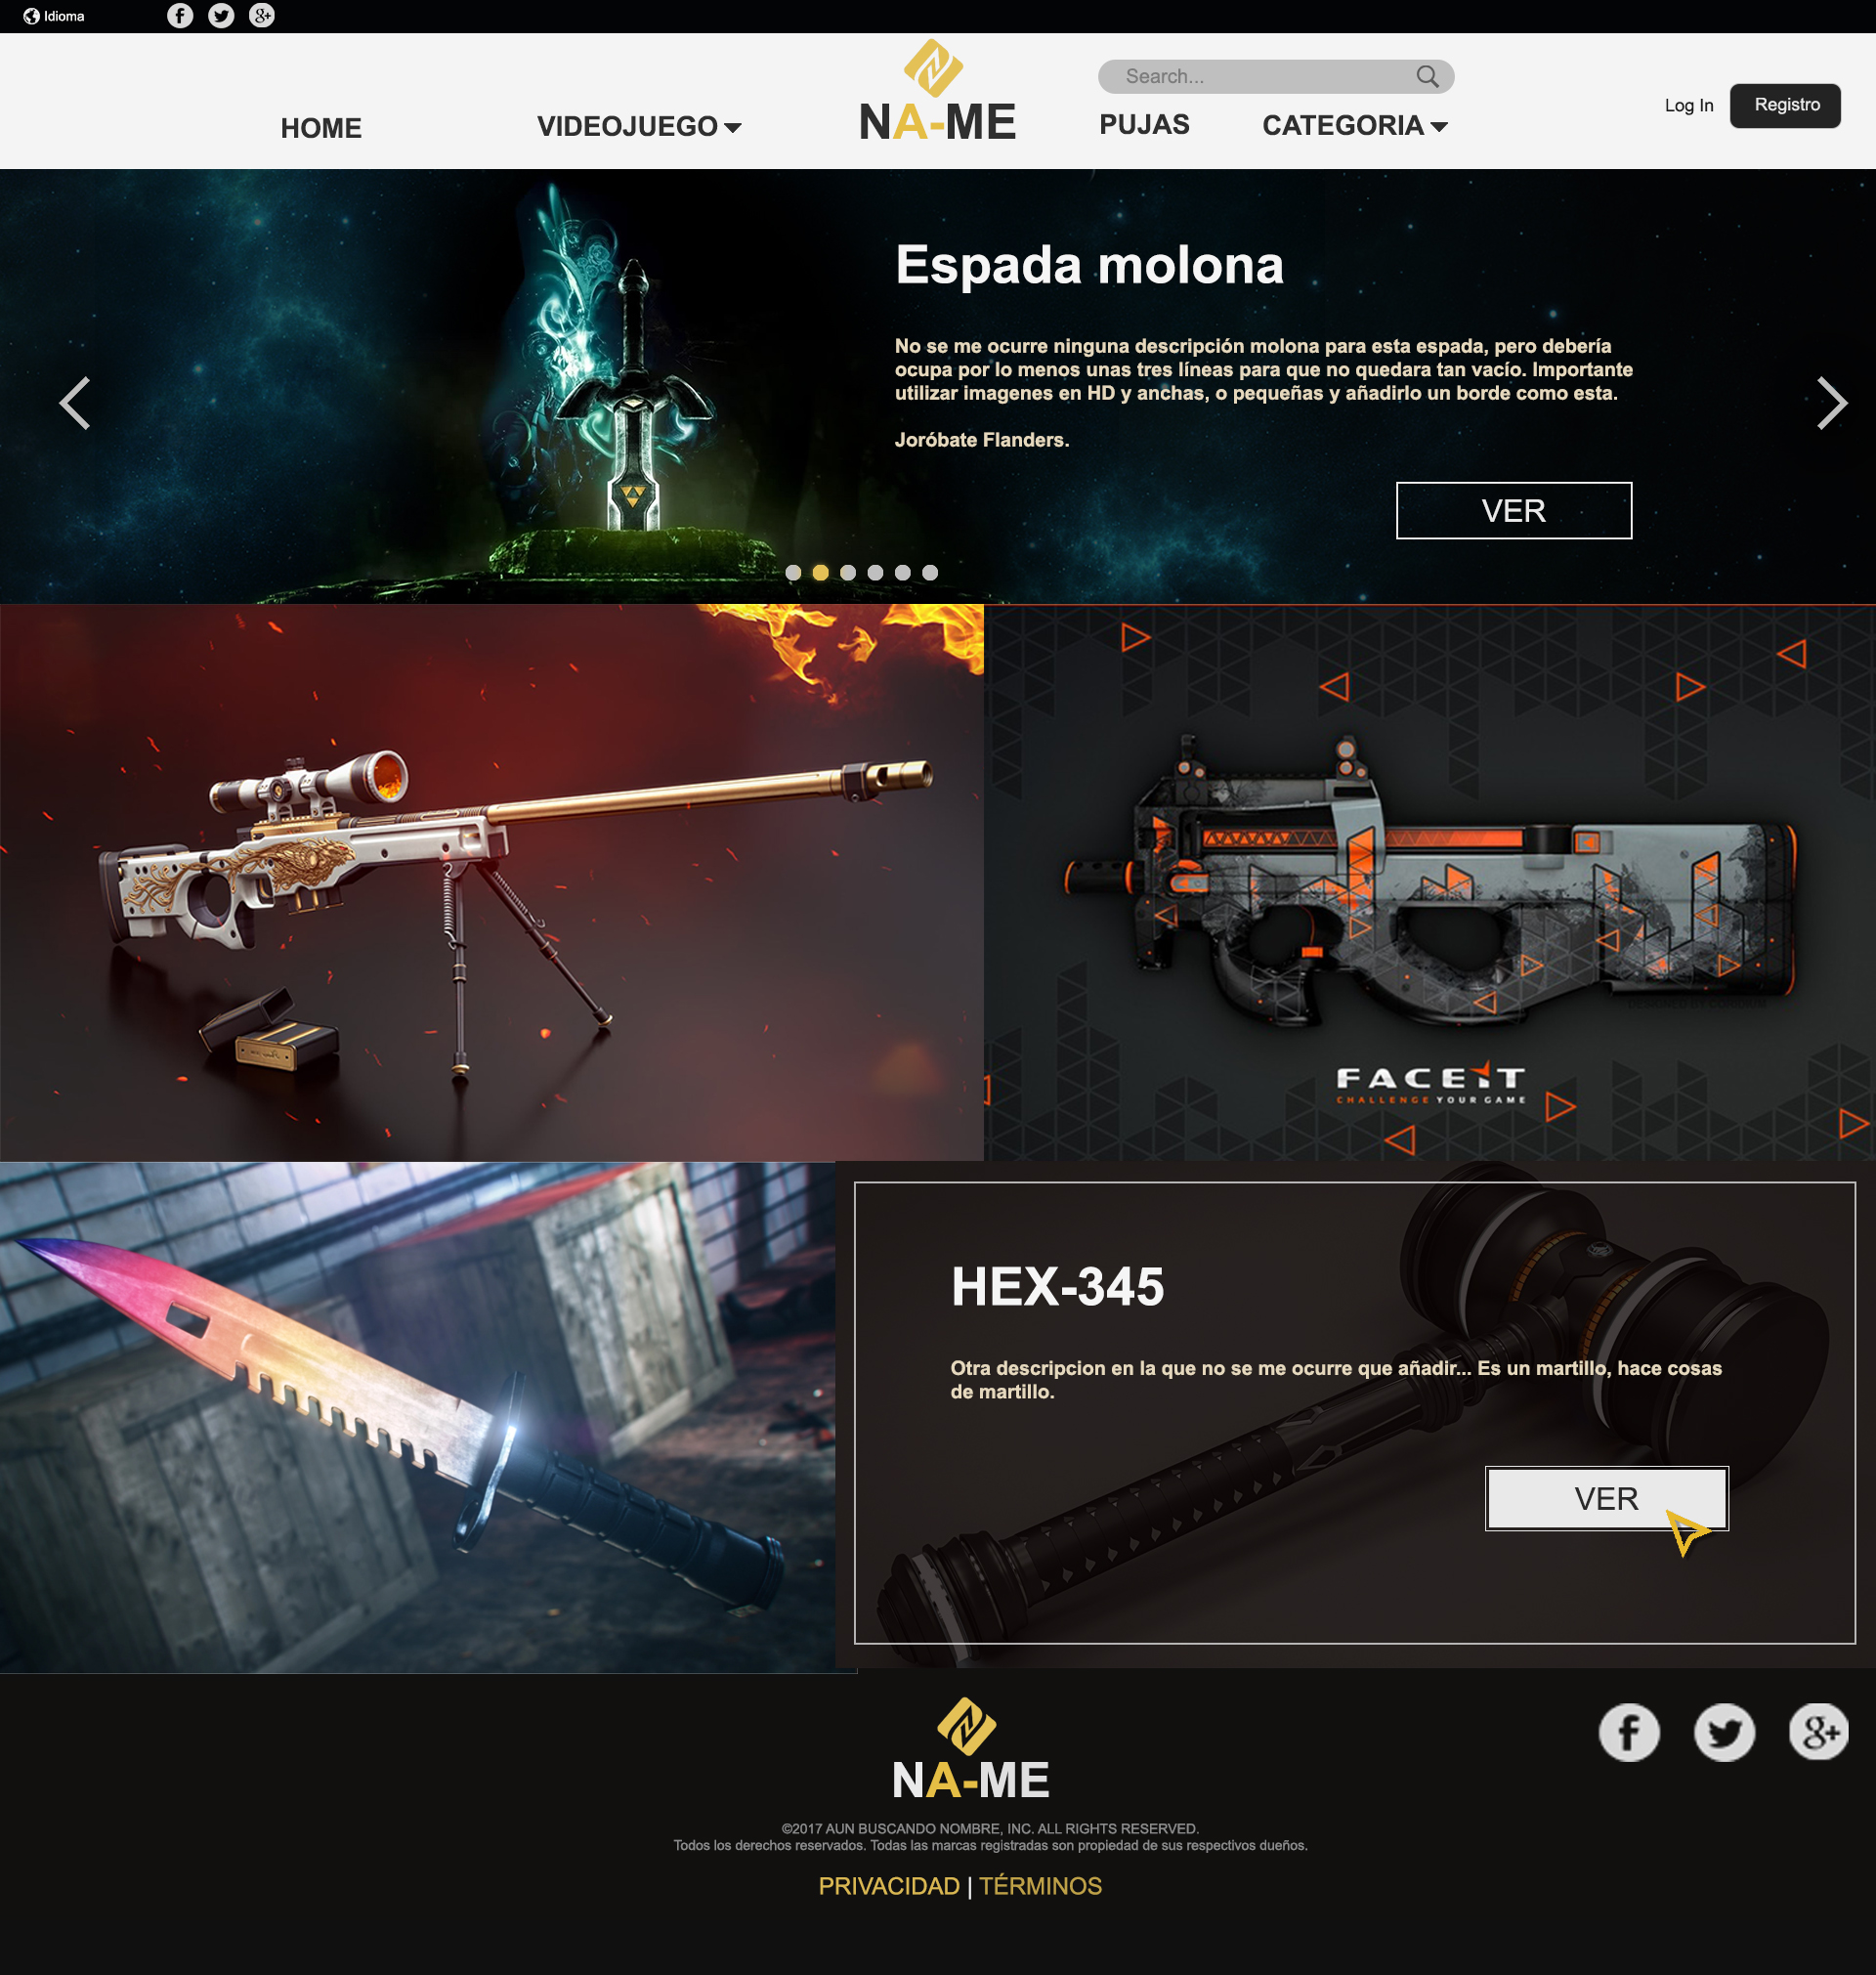 Idioma
HOME
VIDEOJUEGO
NA-ME
Search...
PUJAS
CATEGORIA
Log In
Registro
Espada molona
No se me ocurre ninguna descripción molona para esta espada, pero debería
ocupa por lo menos unas tres líneas para que no quedara tan vacío. Importante
utilizar imagenes en HD y anchas, o pequeñas y añadirlo un borde como esta.
Joróbate Flanders.
VER
FACEIT
CHALLENGE YOUR GAME
HEX-345
Otra descripcion en la que no se me ocurre que añadir... Es un martillo, hace cosas
de martillo.
VER
NA-ME
©2017 AUN BUSCANDO NOMBRE, INC. ALL RIGHTS RESERVED.
Todos los derechos reservados. Todas las marcas registradas son propiedad de sus respectivos dueños.
PRIVACIDAD | TÉRMINOS